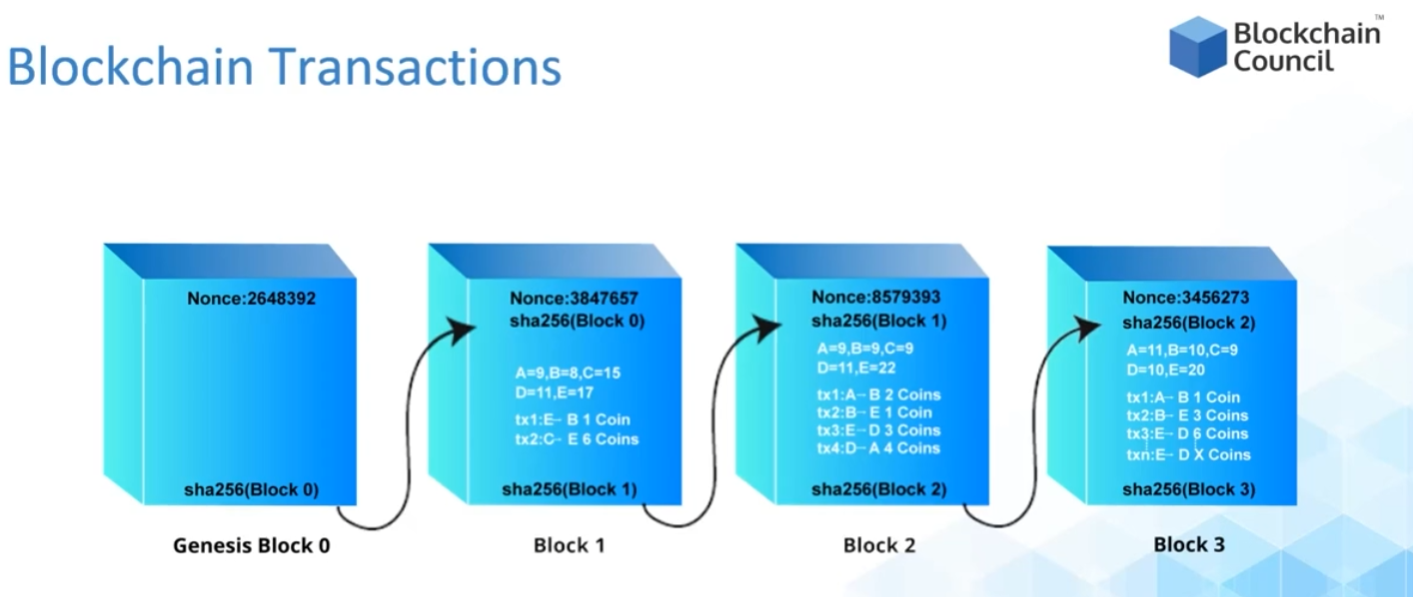 Blockchain Transactions
Blockchain
Council
TM
Nonce:2648392
sha256(Block 0)
Genesis Block 0
Nonce:3847657
sha256(Block 0)
A=9,B=8,C=15
D=11,E=17
tx1:E-- B 1 Coin
tx2:C-- E 6 Coins
sha256(Block 1)
Block 1
Nonce:8579393
sha256(Block 1)
A=9,B=9,C=9
D=11,E=22
tx1:A-- B 2 Coins
tx2:B-- E 1 Coin
tx3:E-- D 3 Coins
tx4:D-- A 4 Coins
sha256(Block 2)
Block 2
Nonce:3456273
sha256(Block 2)
A=11,B=10,C=9
D=10,E=20
tx1:A-- B 1 Coin
tx2:B-- E 3 Coins
tx3:E-- D 6 Coins
txn:E-- D X Coins
sha256(Block 3)
Block 3